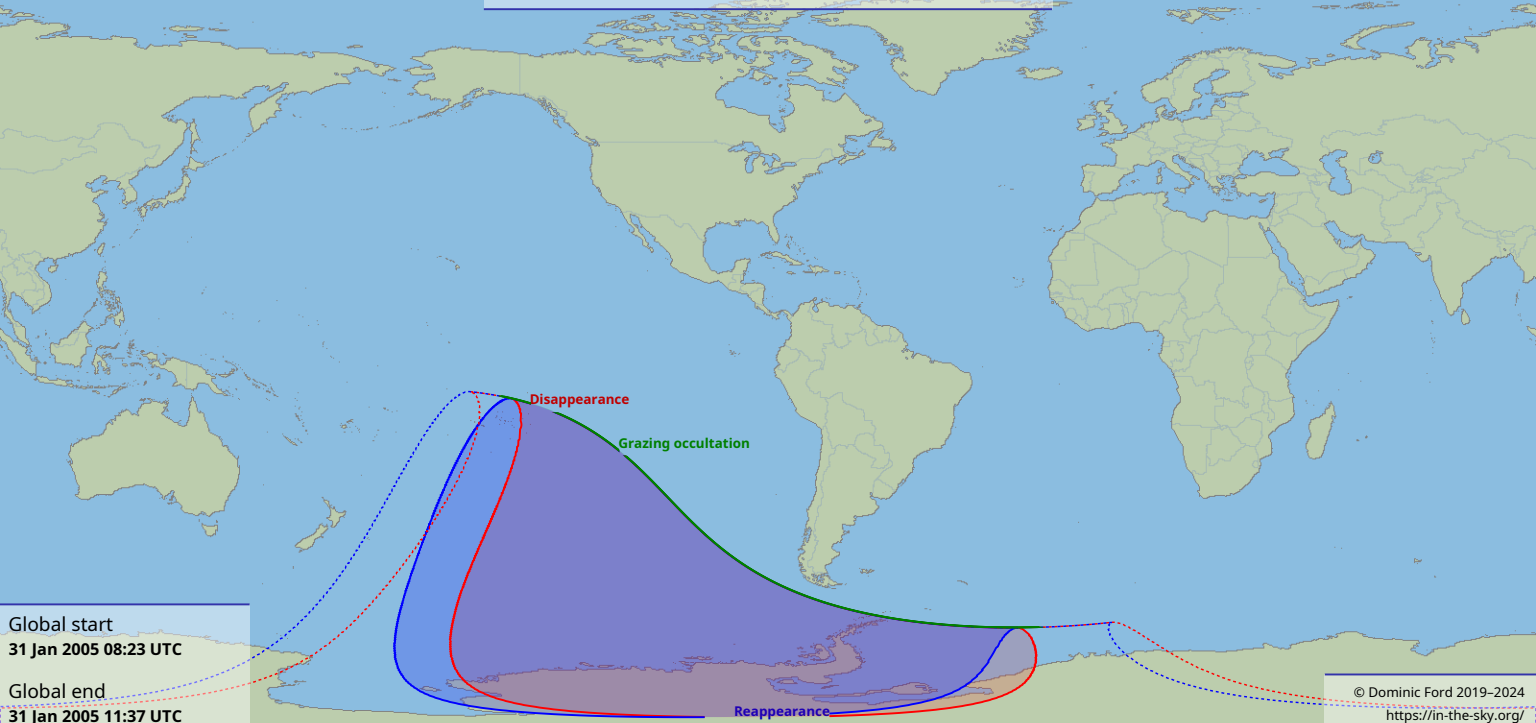 Disappearance
Grazing occultation
Global start
31 Jan 2005 08:23 UTC
Global end
31 Jan 2005 11:37 UTC
Reappearance
© Dominic Ford 2019–2024
https://in-the-sky.org/